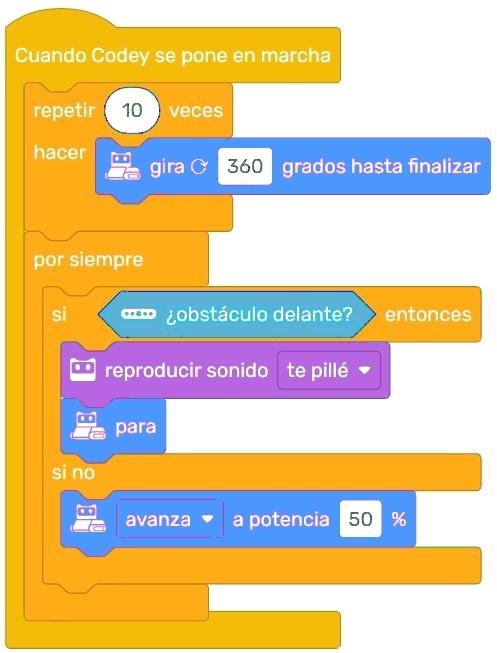 Cuando Codey se pone en marcha
repetir 10 veces
hacer
gira 360 grados hasta finalizar
por siempre
si ¿obstáculo delante? entonces
reproducir sonido te pillé
para
si no
avanza a potencia 50 %